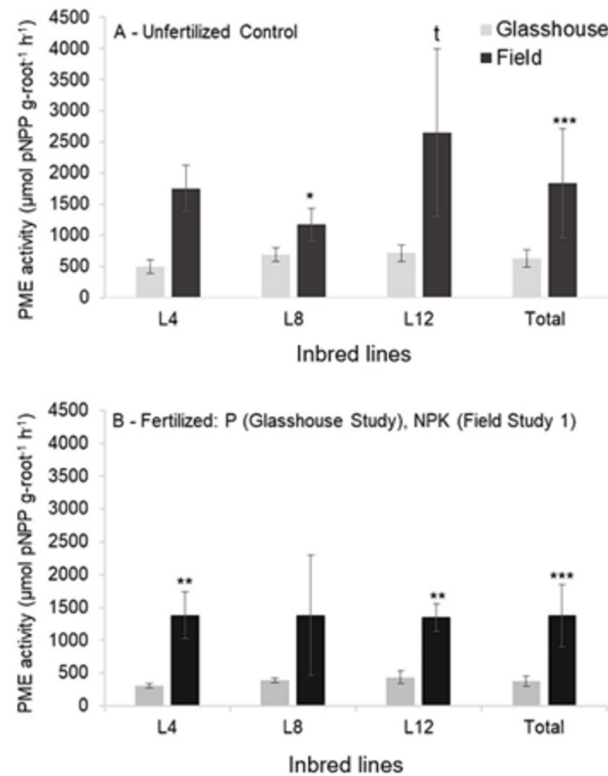 PME activity (µmol pNPP g-root⁻¹ h⁻¹)
4500
4000
3500
3000
2500
2000
1500
1000
500
0
A - Unfertilized Control
Glasshouse
Field
*
t
***
L4 L8 L12 Total
Inbred lines
PME activity (µmol pNPP g-root⁻¹ h⁻¹)
4500
4000
3500
3000
2500
2000
1500
1000
500
0
B - Fertilized: P (Glasshouse Study), NPK (Field Study 1)
** ** ***
L4 L8 L12 Total
Inbred lines